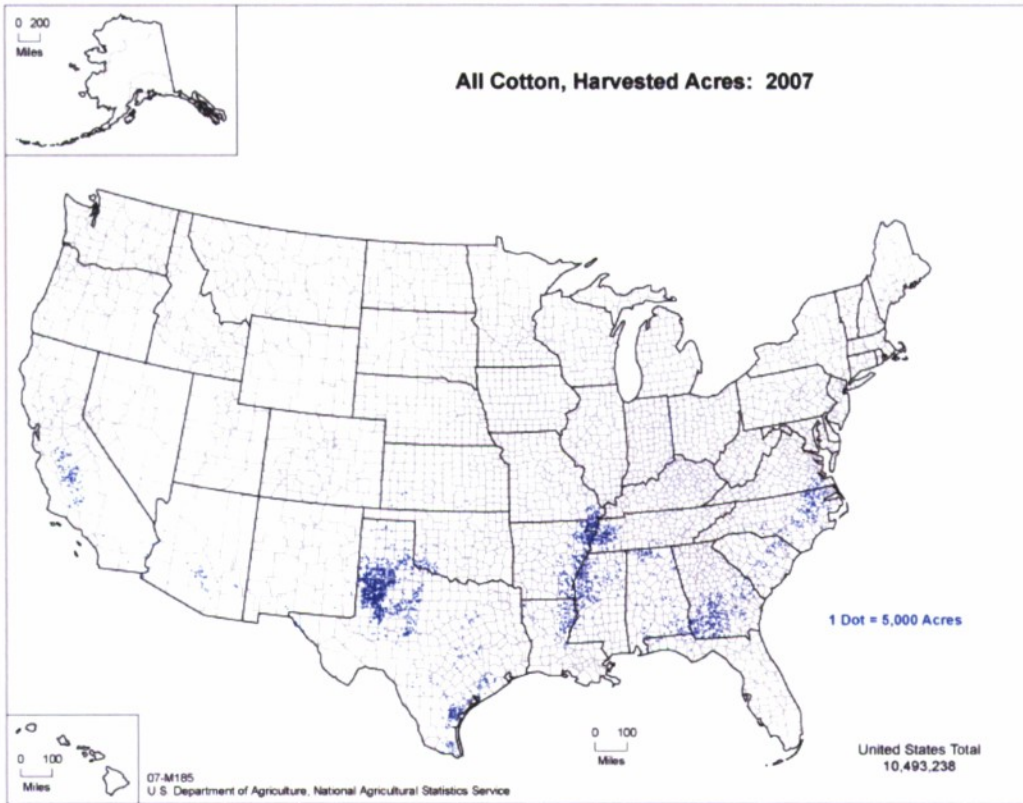 0 200
Miles
All Cotton, Harvested Acres: 2007
1 Dot = 5,000 Acres
0 100
Miles
07-M185
U.S. Department of Agriculture, National Agricultural Statistics Service
0 100
Miles
United States Total
10,493,238